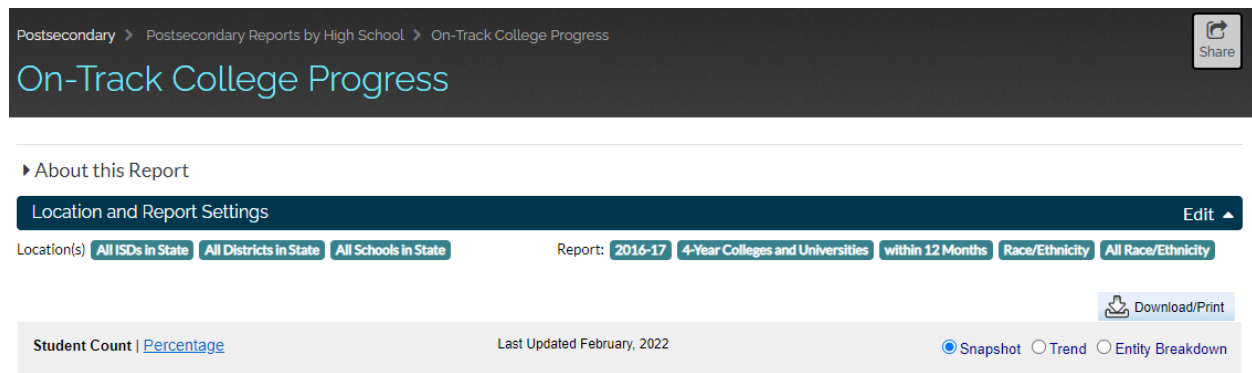 Postsecondary > Postsecondary Reports by High School > On-Track College Progress
Share
On-Track College Progress
About this Report
Location and Report Settings Edit
Location(s) All ISDs in State All Districts in State All Schools in State Report: 2016-17 4-Year Colleges and Universities within 12 Months Race/Ethnicity All Race/Ethnicity
Download/Print
Student Count | Percentage Last Updated February, 2022 Snapshot Trend Entity Breakdown